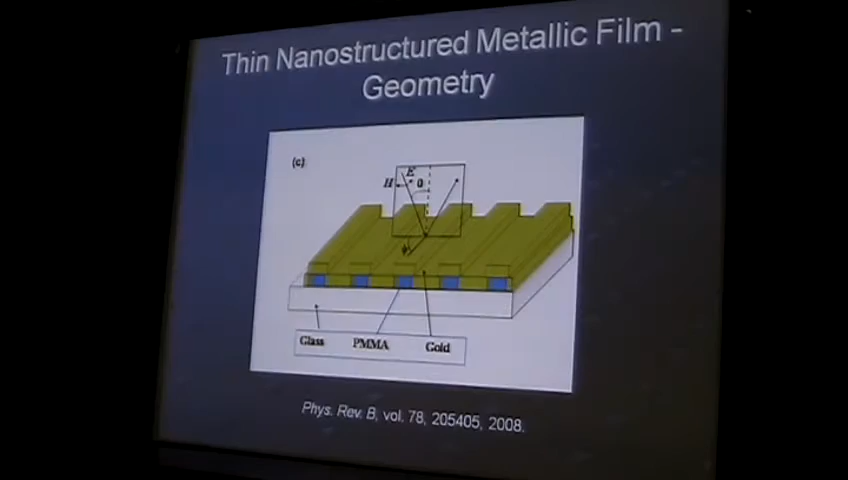 Thin Nanostructured Metallic Film -
Geometry
(c)
E
H
θ
Glass PMMA Gold
Phys. Rev. B, vol. 78, 205405, 2008.